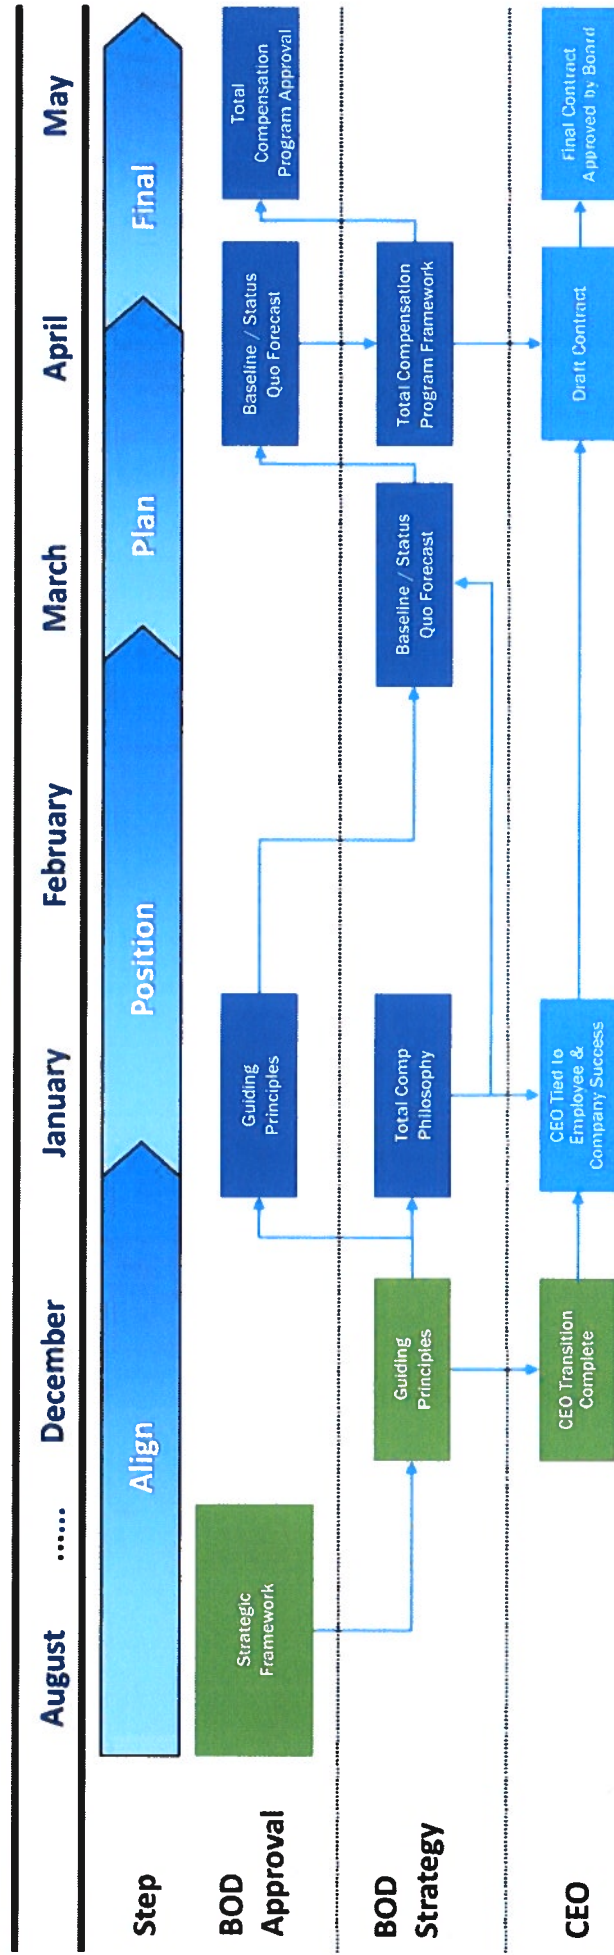 August ...... December January February March April May
Step
Align
Position
Plan
Final
BOD
Approval
Strategic
Framework
Guiding
Principles
Baseline / Status
Quo Forecast
Total
Compensation
Program Approval
BOD
Strategy
Guiding
Principles
Total Comp
Philosophy
Baseline / Status
Quo Forecast
Total Compensation
Program Framework
CEO
CEO Transition
Complete
CEO Tied to
Employee &
Company Success
Draft Contract
Final Contract
Approved by Board